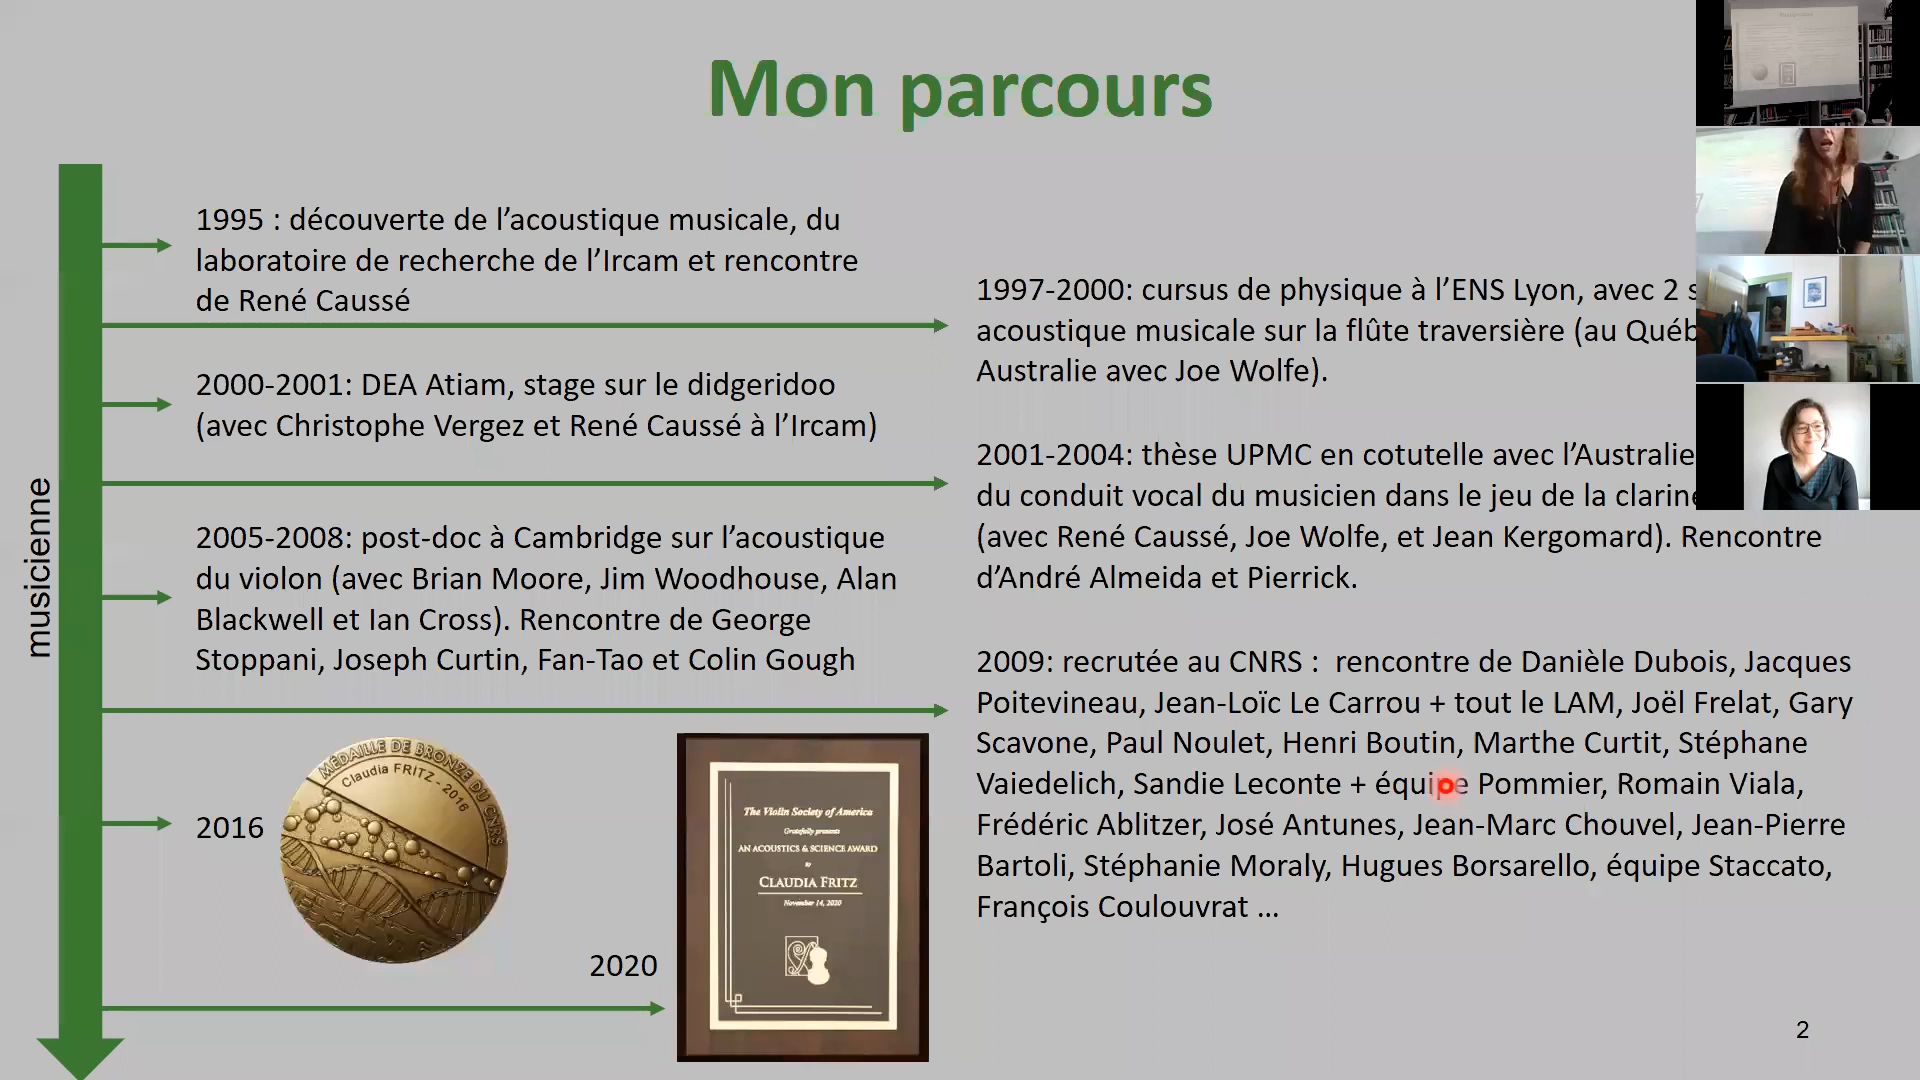 Mon parcours
musicienne
1995 : découverte de l’acoustique musicale, du
laboratoire de recherche de l’Ircam et rencontre
de René Caussé
1997-2000: cursus de physique à l’ENS Lyon, avec 2
acoustique musicale sur la flûte traversière (au
Australie avec Joe Wolfe).
2000-2001: DEA Atiam, stage sur le didgeridoo
(avec Christophe Vergez et René Caussé à l’Ircam)
2001-2004: thèse UPMC en cotutelle avec l’Australie
du conduit vocal du musicien dans le jeu de la
(avec René Caussé, Joe Wolfe, et Jean Kergomard). Rencontre
d’André Almeida et Pierrick.
2005-2008: post-doc à Cambridge sur l’acoustique
du violon (avec Brian Moore, Jim Woodhouse, Alan
Blackwell et Ian Cross). Rencontre de George
Stoppani, Joseph Curtin, Fan-Tao et Colin Gough
2009: recrutée au CNRS :  rencontre de Danièle Dubois, Jacques
Poitevineau, Jean-Loïc Le Carrou + tout le LAM, Joël Frelat, Gary
Scavone, Paul Noulet, Henri Boutin, Marthe Curtit, Stéphane
Vaiedelich, Sandie Leconte + équipe Pommier, Romain Viala,
Frédéric Ablitzer, José Antunes, Jean-Marc Chouvel, Jean-Pierre
Bartoli, Stéphanie Moraly, Hugues Borsarello, équipe Staccato,
François Coulouvrat ...
2016
MÉDAILLE DE BRONZE DU CNRS
Claudia FRITZ - 2016
2020
The Violin Society of America
Gratefully presents
AN ACOUSTICS & SCIENCE AWARD
to
CLAUDIA FRITZ
November 14, 2020
2